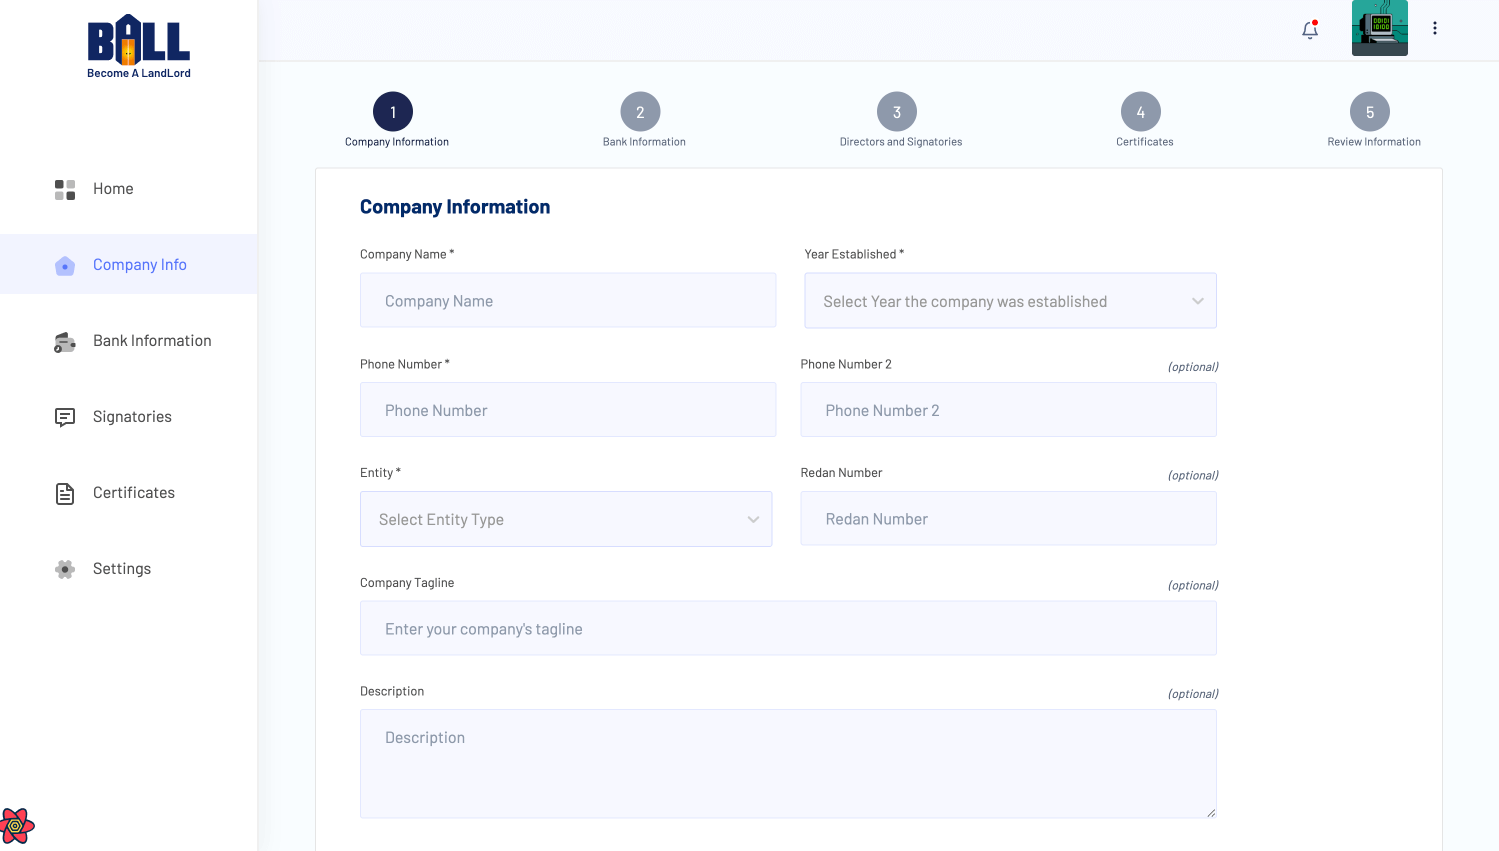 BALL
Become A LandLord
Home
Company Info
Bank Information
Signatories
Certificates
Settings
1
Company Information
2
Bank Information
3
Directors and Signatories
4
Certificates
5
Review Information
Company Information
Company Name *
Company Name
Year Established *
Select Year the company was established
Phone Number *
Phone Number
Phone Number 2
(optional)
Phone Number 2
Entity *
Select Entity Type
Redan Number
(optional)
Redan Number
Company Tagline
(optional)
Enter your company's tagline
Description
(optional)
Description